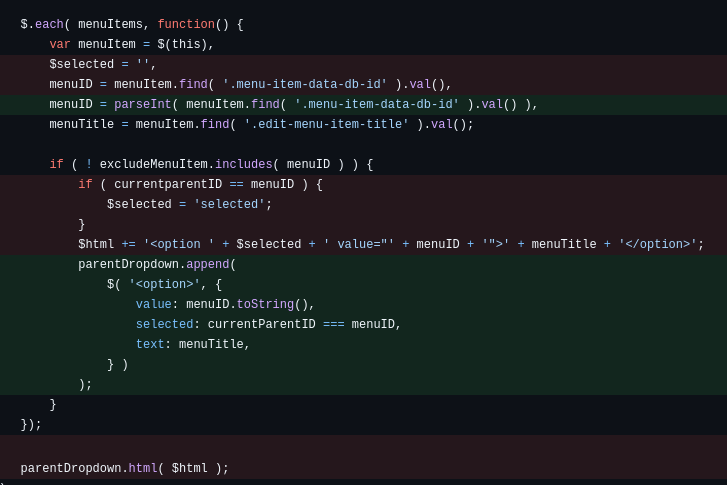 $.each( menuItems, function() {
    var menuItem = $(this),
    $selected = '',
    menuID = menuItem.find( '.menu-item-data-db-id' ).val(),
    menuID = parseInt( menuItem.find( '.menu-item-data-db-id' ).val() ),
    menuTitle = menuItem.find( '.edit-menu-item-title' ).val();

    if ( ! excludeMenuItem.includes( menuID ) ) {
        if ( currentparentID == menuID ) {
            $selected = 'selected';
        }
        $html += '<option ' + $selected + ' value="' + menuID + '">' + menuTitle + '</option>';
        parentDropdown.append(
            $( '<option>', {
                value: menuID.toString(),
                selected: currentParentID === menuID,
                text: menuTitle,
            } )
        );
    }
});

parentDropdown.html( $html );